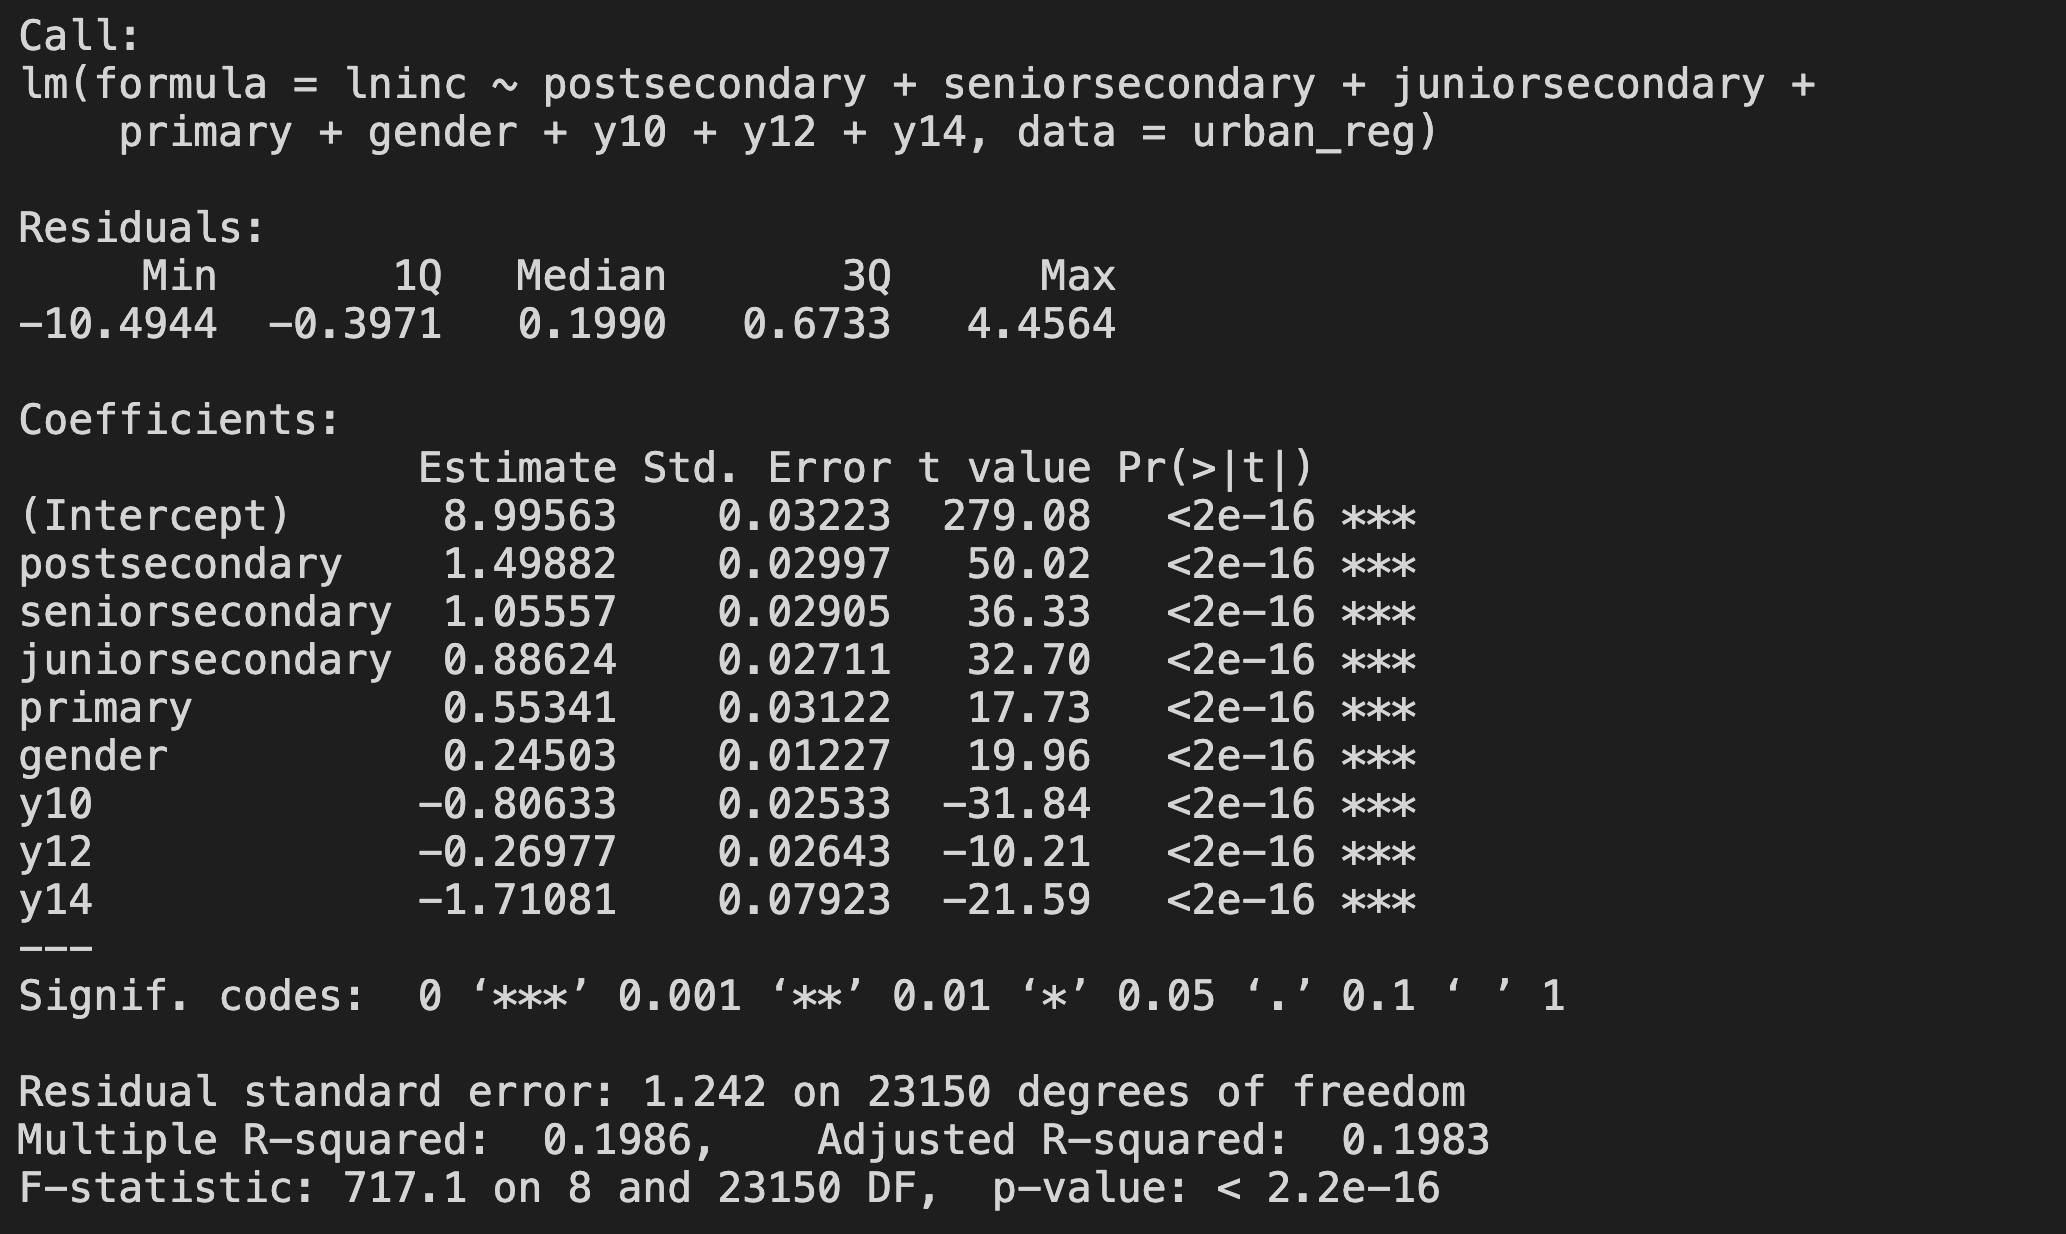 Call:
lm(formula = lninc ~ postsecondary + seniorsecondary + juniorsecondary +
    primary + gender + y10 + y12 + y14, data = urban_reg)

Residuals:
     Min       1Q   Median       3Q      Max
-10.4944  -0.3971   0.1990   0.6733   4.4564

Coefficients:
                Estimate Std. Error t value Pr(>|t|)
(Intercept)      8.99563    0.03223  279.08   <2e-16 ***
postsecondary    1.49882    0.02997   50.02   <2e-16 ***
seniorsecondary  1.05557    0.02905   36.33   <2e-16 ***
juniorsecondary  0.88624    0.02711   32.70   <2e-16 ***
primary          0.55341    0.03122   17.73   <2e-16 ***
gender           0.24503    0.01227   19.96   <2e-16 ***
y10             -0.80633    0.02533  -31.84   <2e-16 ***
y12             -0.26977    0.02643  -10.21   <2e-16 ***
y14             -1.71081    0.07923  -21.59   <2e-16 ***
---
Signif. codes:  0 ‘***’ 0.001 ‘**’ 0.01 ‘*’ 0.05 ‘.’ 0.1 ‘ ’ 1

Residual standard error: 1.242 on 23150 degrees of freedom
Multiple R-squared:  0.1986,    Adjusted R-squared:  0.1983
F-statistic: 717.1 on 8 and 23150 DF,  p-value: < 2.2e-16